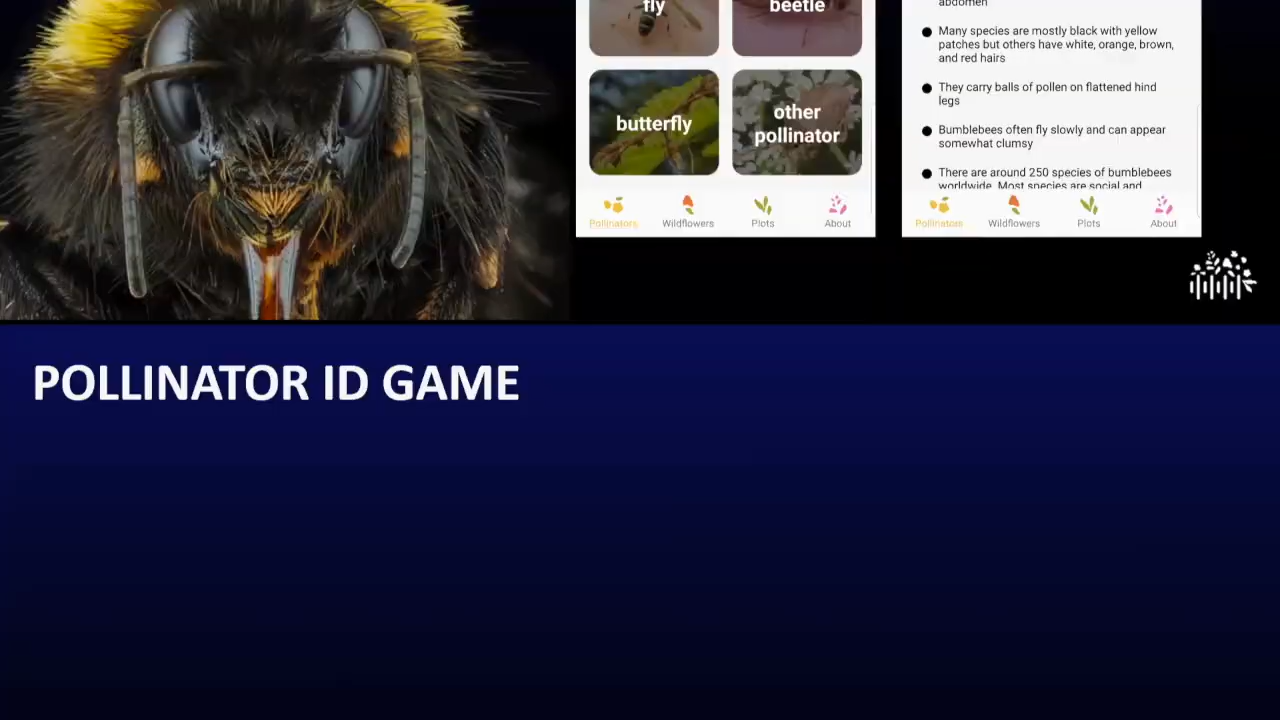 fly
beetle
butterfly
other
pollinator
Pollinators
Wildflowers
Plots
About
abdomen
Many species are mostly black with yellow
patches but others have white, orange, brown,
and red hairs
They carry balls of pollen on flattened hind
legs
Bumblebees often fly slowly and can appear
somewhat clumsy
There are around 250 species of bumblebees
worldwide. Most species are social and
Pollinators
Wildflowers
Plots
About
POLLINATOR ID GAME